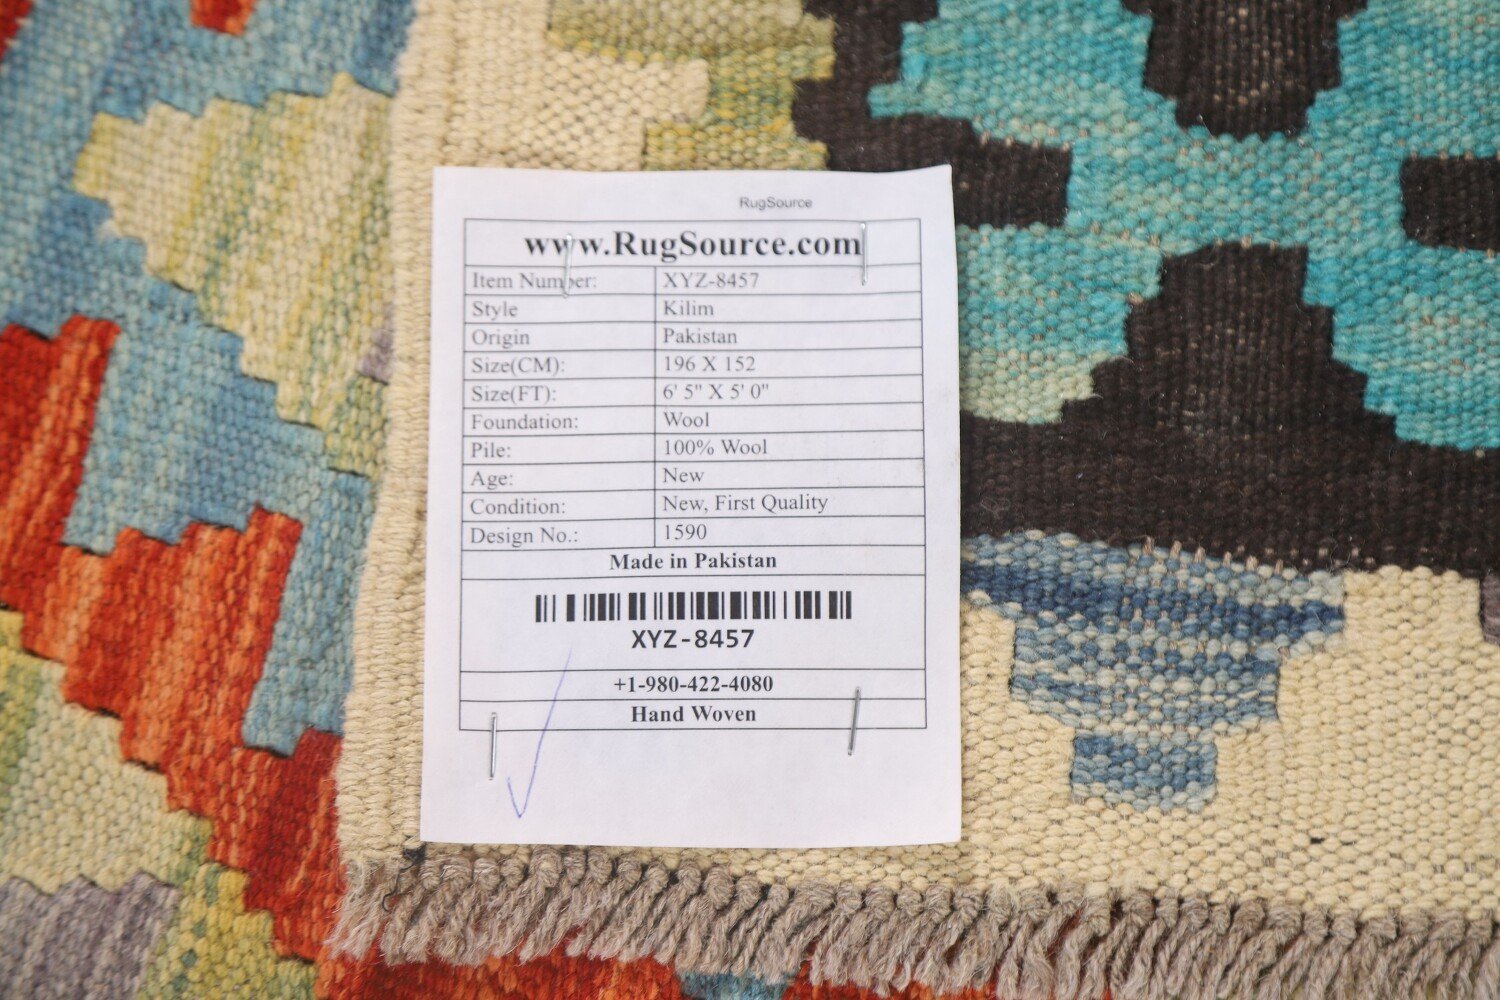 RugSource
www.RugSource.com
Item Number: XYZ-8457
Style Kilim
Origin Pakistan
Size(CM): 196 X 152
Size(FT): 6' 5" X 5' 0"
Foundation: Wool
Pile: 100% Wool
Age: New
Condition: New, First Quality
Design No.: 1590
Made in Pakistan
XYZ-8457
+1-980-422-4080
Hand Woven